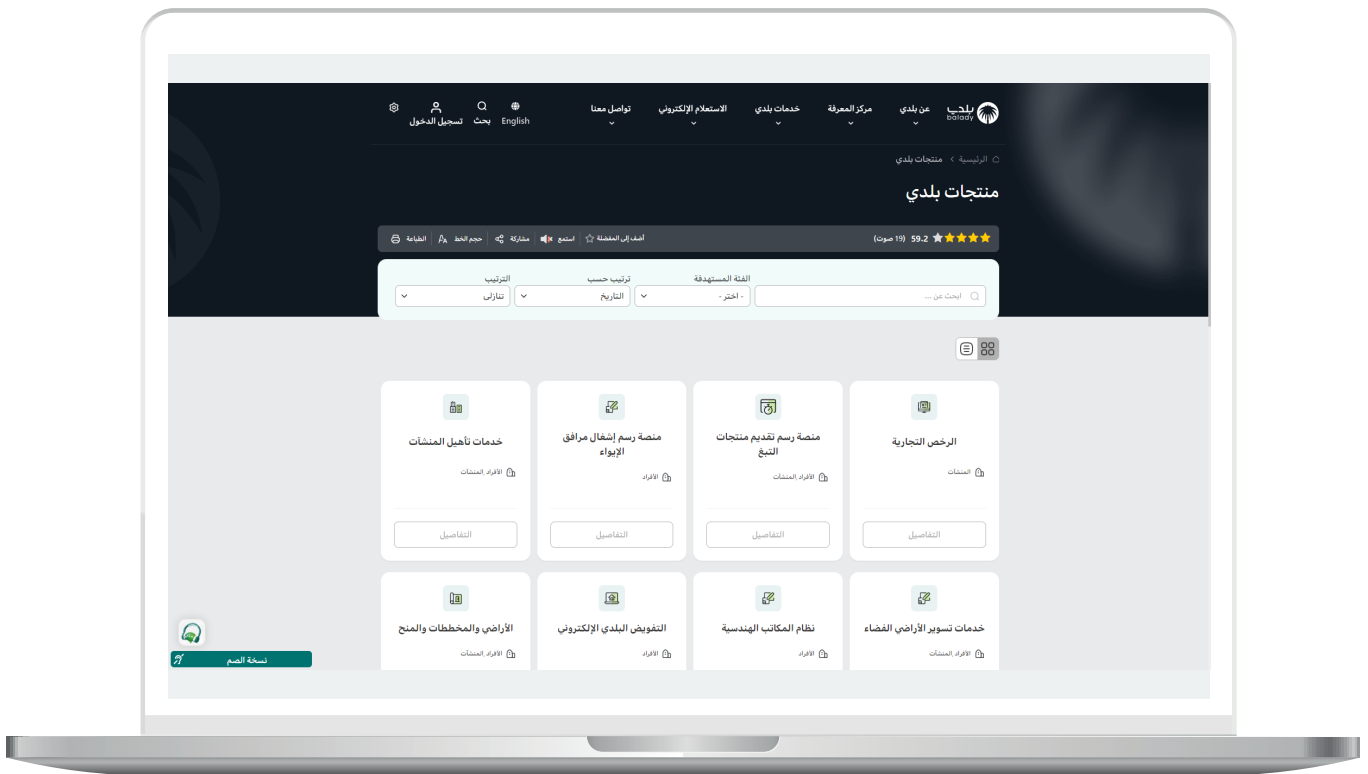 بلدي
balady
عن بلدي
مركز المعرفة
خدمات بلدي
الاستعلام الإلكتروني
تواصل معنا
English
بحث
تسجيل الدخول
الرئيسية > منتجات بلدي
منتجات بلدي
59.2 (19 صوت)
أضف إلى المفضلة
استمع
مشاركة
حجم الخط
الطباعة
الفئة المستهدفة
ترتيب حسب
الترتيب
ابحث عن ...
- اختر -
التاريخ
تنازلى
الرخص التجارية
المنشآت
التفاصيل
منصة رسم تقديم منتجات
التبغ
الأفراد ,المنشآت
التفاصيل
منصة رسم إشغال مرافق
الإيواء
الأفراد
التفاصيل
خدمات تأهيل المنشآت
الأفراد ,المنشآت
التفاصيل
خدمات تسوير الأراضي الفضاء
الأفراد ,المنشآت
نظام المكاتب الهندسية
الأفراد
التفويض البلدي الإلكتروني
الأفراد
الأراضي والمخططات والمنح
الأفراد ,المنشآت
نسخة الصم